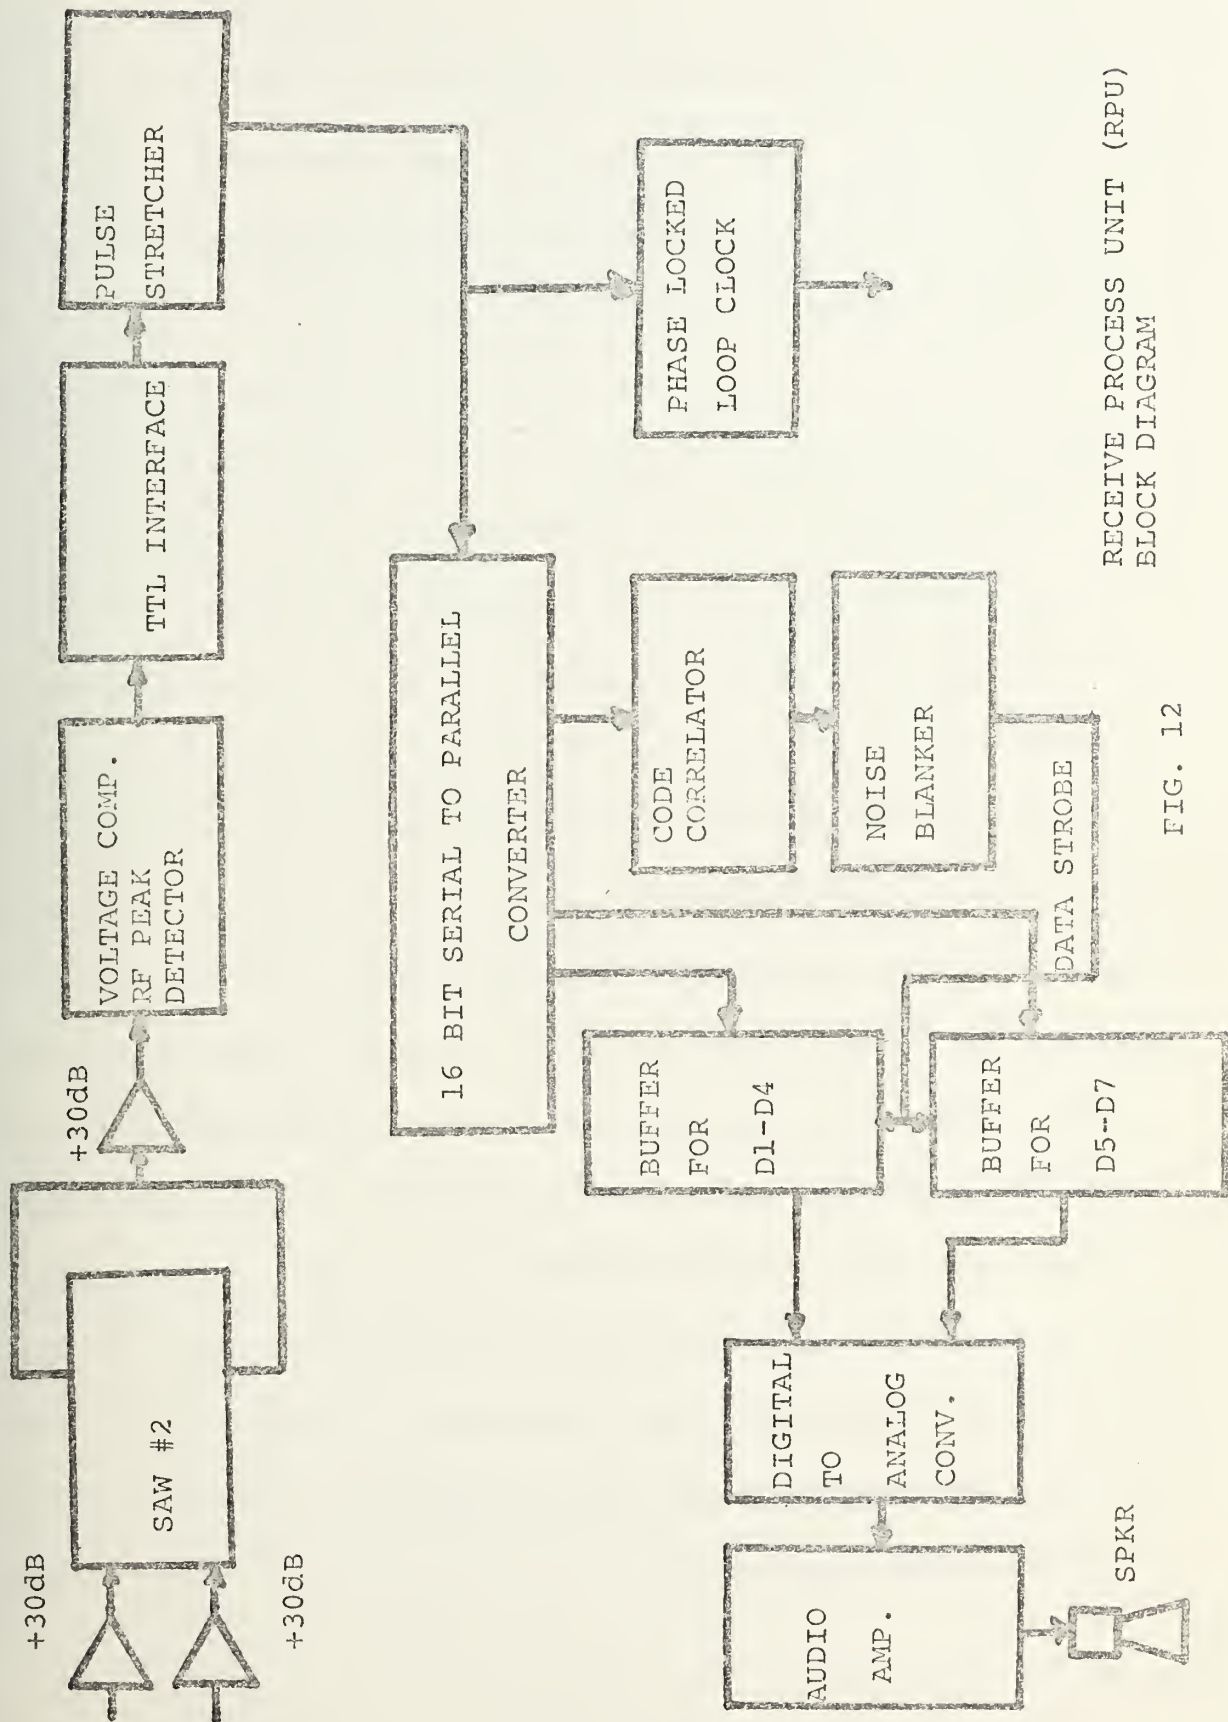 +30dB
+30dB
SAW #2
+30dB
VOLTAGE COMP.
RF PEAK
DETECTOR
TTL INTERFACE
PULSE
STRETCHER
16 BIT SERIAL TO PARALLEL
CONVERTER
PHASE LOCKED
LOOP CLOCK
CODE
CORRELATOR
NOISE
BLANKER
DATA STROBE
BUFFER
FOR
D1-D4
BUFFER
FOR
D5-D7
DIGITAL
TO
ANALOG
CONV.
AUDIO
AMP.
SPKR
FIG. 12
RECEIVE PROCESS UNIT (RPU)
BLOCK DIAGRAM